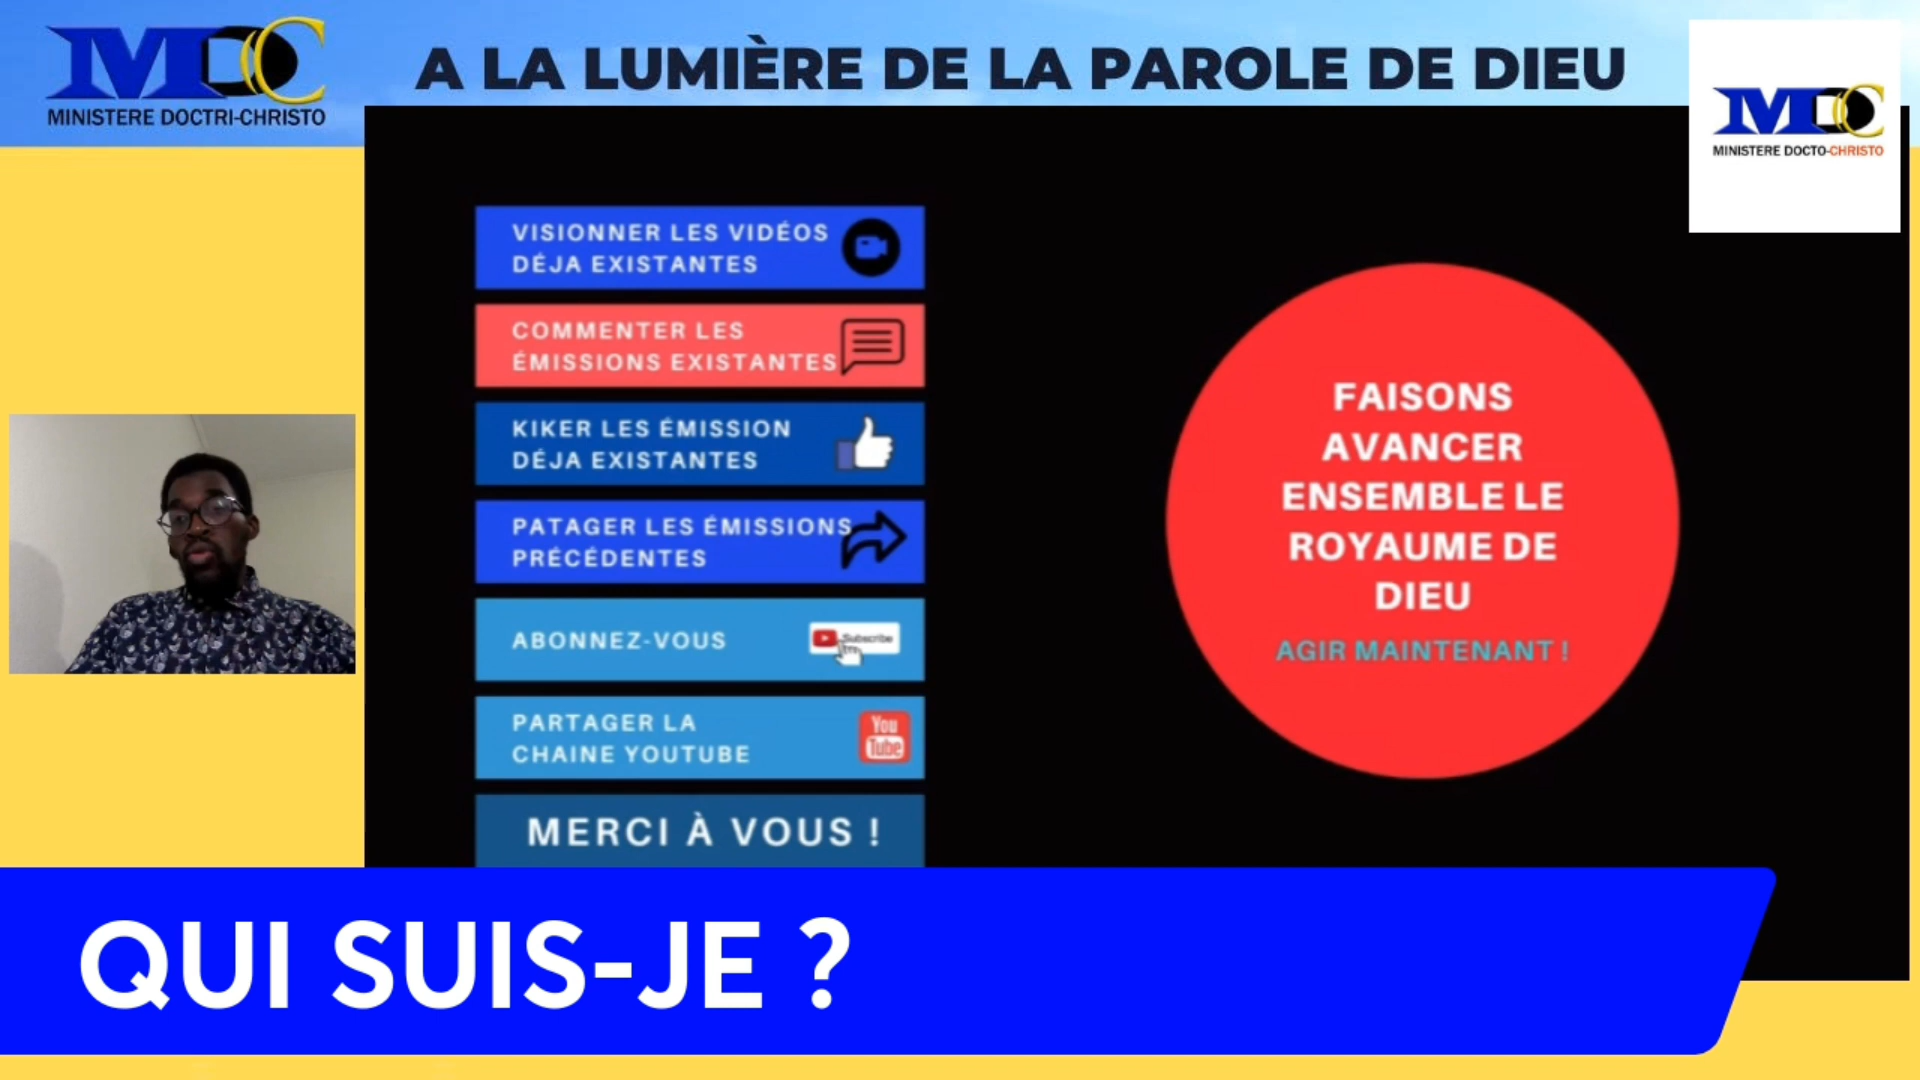 MDC
MINISTERE DOCTRI-CHRISTO
A LA LUMIÈRE DE LA PAROLE DE DIEU
MDC
MINISTERE DOCTO-CHRISTO
VISIONNER LES VIDÉOS
DÉJA EXISTANTES
COMMENTER LES
ÉMISSIONS EXISTANTES
KIKER LES ÉMISSION
DÉJA EXISTANTES
PATAGER LES ÉMISSIONS
PRÉCÉDENTES
ABONNEZ-VOUS
Subscribe
PARTAGER LA
CHAINE YOUTUBE
You
Tube
MERCI À VOUS !
FAISONS
AVANCER
ENSEMBLE LE
ROYAUME DE
DIEU
AGIR MAINTENANT !
QUI SUIS-JE ?